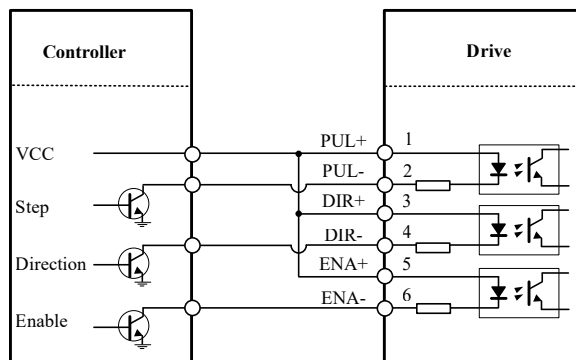 Controller
Drive
VCC
PUL+ 1
PUL- 2
Step
DIR+ 3
DIR- 4
Direction
ENA+ 5
ENA- 6
Enable